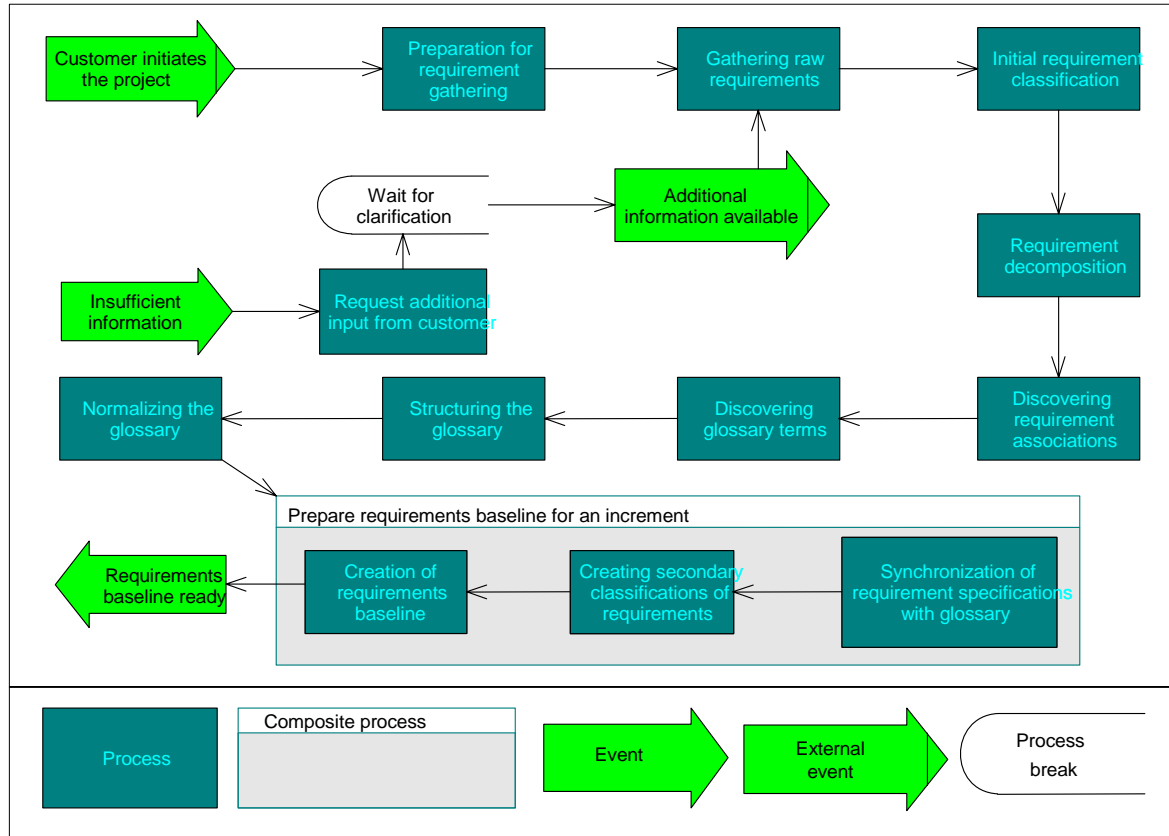 Customer initiates
the project
Preparation for
requirement
gathering
Gathering raw
requirements
Initial requirement
classification
Wait for
clarification
Additional
information available
Requirement
decomposition
Insufficient
information
Request additional
input from customer
Normalizing the
glossary
Structuring the
glossary
Discovering
glossary terms
Discovering
requirement
associations
Prepare requirements baseline for an increment
Requirements
baseline ready
Creation of
requirements
baseline
Creating secondary
classifications of
requirements
Synchronization of
requirement specifications
with glossary
Process
Composite process
Event
External
event
Process
break